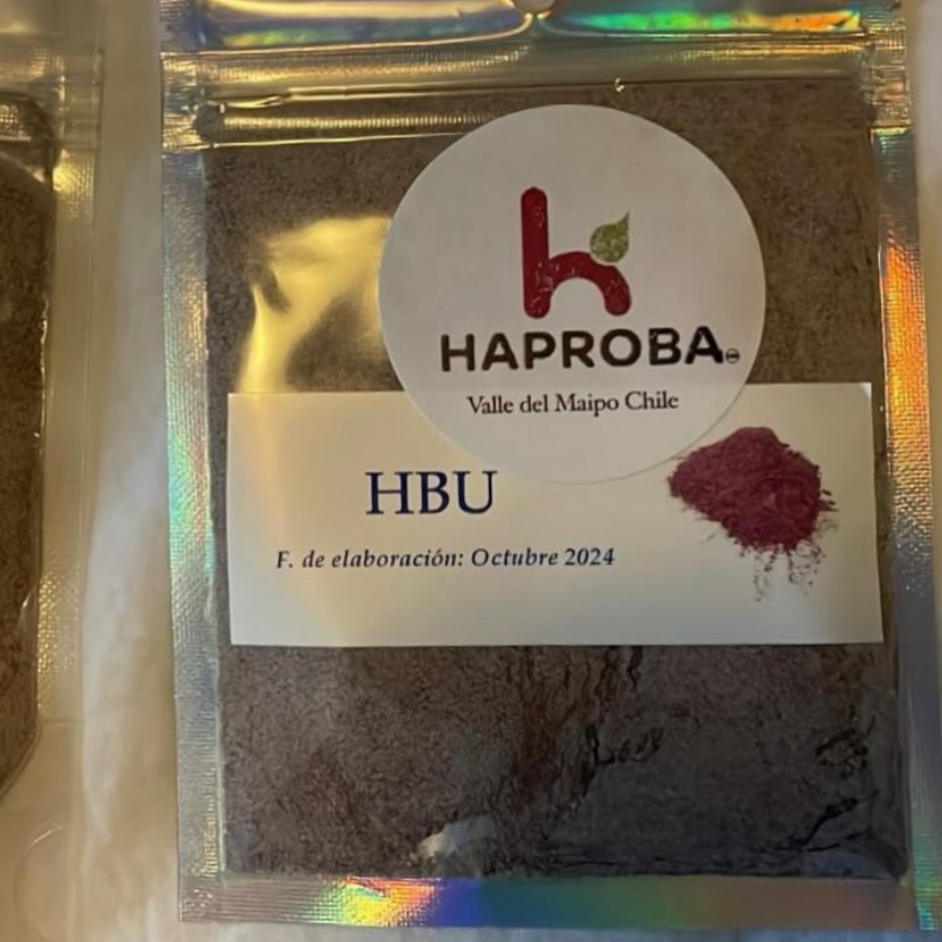 HAPROBA
Valle del Maipo Chile
HBU
F. de elaboración: Octubre 2024